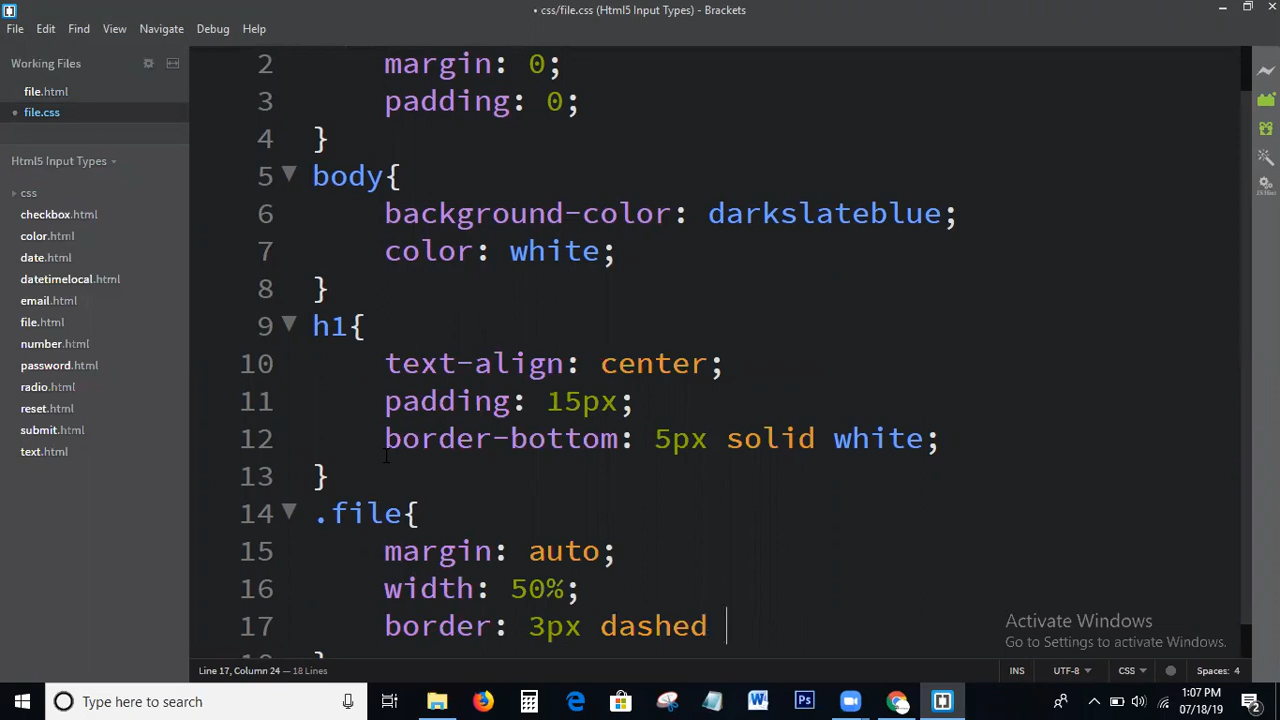 • css/file.css (Html5 Input Types) - Brackets
File Edit Find View Navigate Debug Help
Working Files
file.html
• file.css
Html5 Input Types
css
checkbox.html
color.html
date.html
datetimelocal.html
email.html
file.html
number.html
password.html
radio.html
reset.html
submit.html
text.html
2 margin: 0;
3 padding: 0;
4 }
5 body{
6 background-color: darkslateblue;
7 color: white;
8 }
9 h1{
10 text-align: center;
11 padding: 15px;
12 border-bottom: 5px solid white;
13 }
14 .file{
15 margin: auto;
16 width: 50%;
17 border: 3px dashed
Activate Windows
Go to Settings to activate Windows.
Line 17, Column 24 — 18 Lines
INS UTF-8 CSS Spaces: 4
Type here to search
1:07 PM
07/18/19